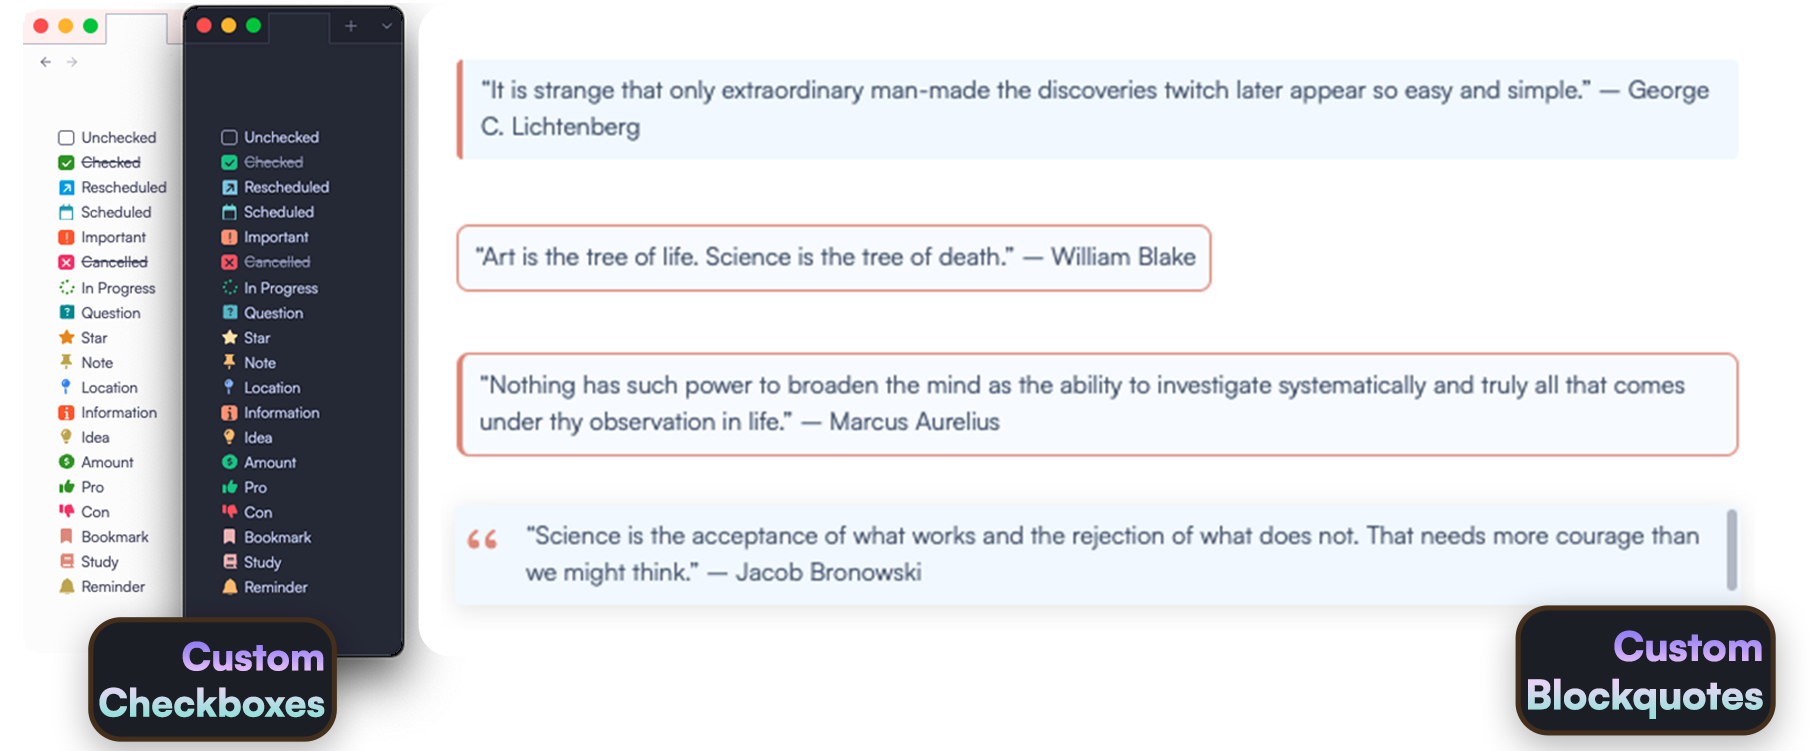 Unchecked
Checked
Rescheduled
Scheduled
Important
Cancelled
In Progress
Question
Star
Note
Location
Information
Idea
Amount
Pro
Con
Bookmark
Study
Reminder
Unchecked
Checked
Rescheduled
Scheduled
Important
Cancelled
In Progress
Question
Star
Note
Location
Information
Idea
Amount
Pro
Con
Bookmark
Study
Reminder
Custom
Checkboxes
“It is strange that only extraordinary man-made the discoveries twitch later appear so easy and simple.” — George
C. Lichtenberg
“Art is the tree of life. Science is the tree of death.” — William Blake
“Nothing has such power to broaden the mind as the ability to investigate systematically and truly all that comes
under thy observation in life.” — Marcus Aurelius
“Science is the acceptance of what works and the rejection of what does not. That needs more courage than
we might think.” — Jacob Bronowski
Custom
Blockquotes